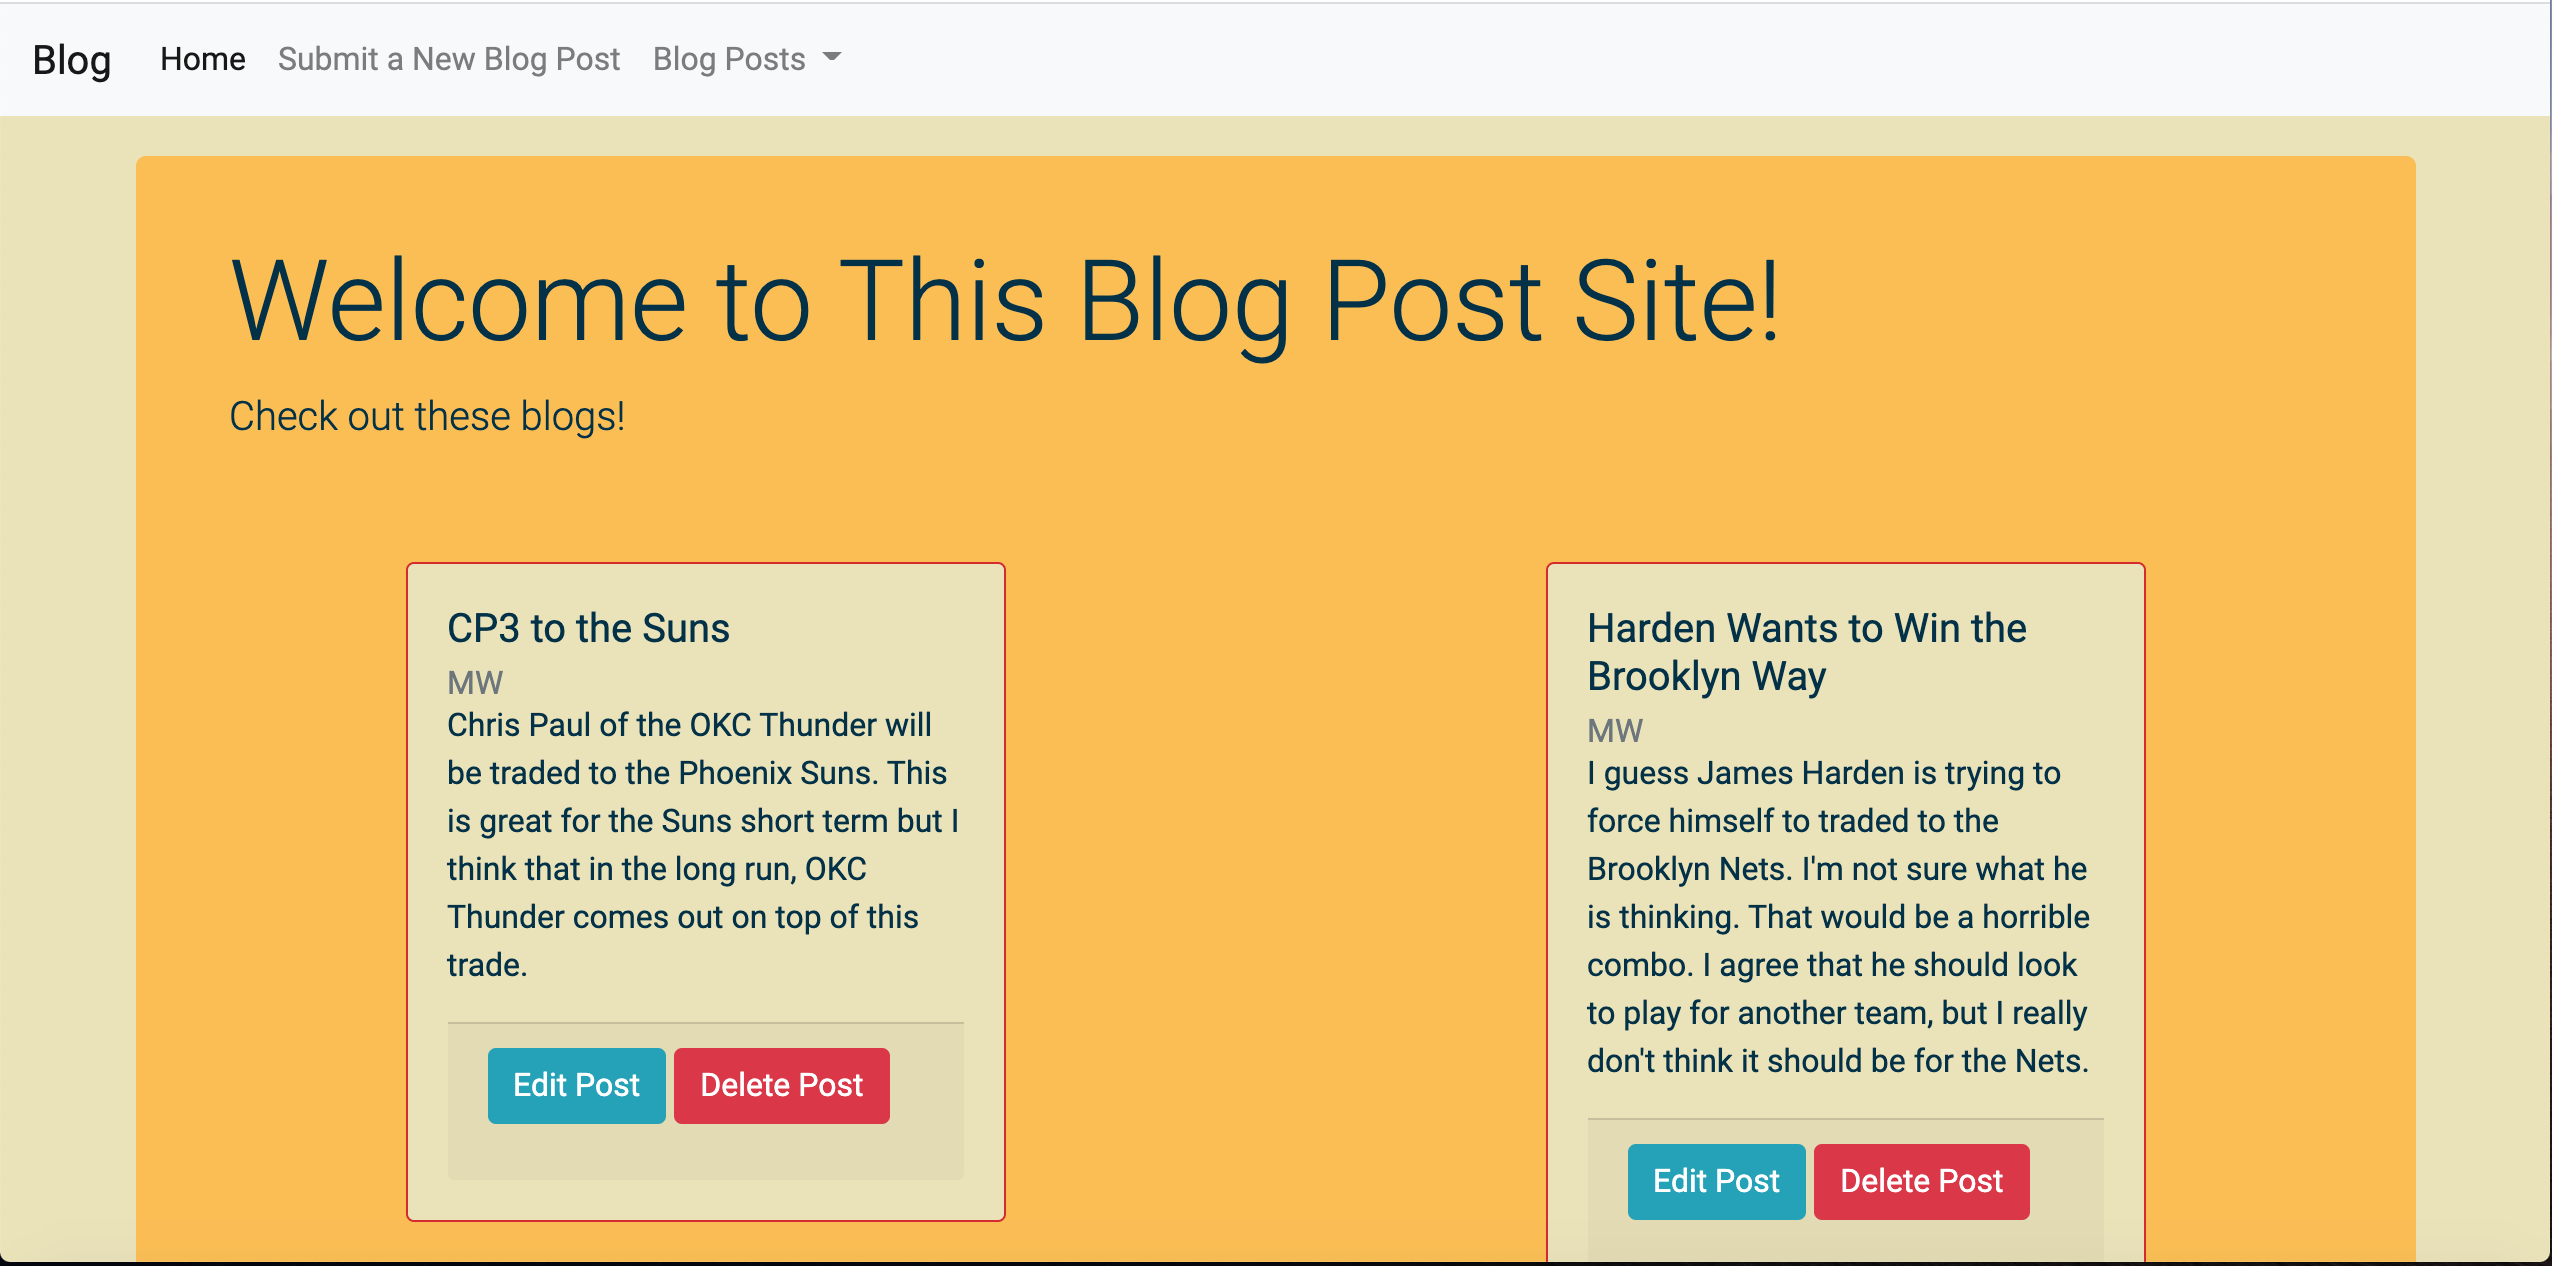 Blog Home Submit a New Blog Post Blog Posts
Welcome to This Blog Post Site!
Check out these blogs!
CP3 to the Suns
MW
Chris Paul of the OKC Thunder will
be traded to the Phoenix Suns. This
is great for the Suns short term but I
think that in the long run, OKC
Thunder comes out on top of this
trade.
Edit Post Delete Post
Harden Wants to Win the
Brooklyn Way
MW
I guess James Harden is trying to
force himself to traded to the
Brooklyn Nets. I'm not sure what he
is thinking. That would be a horrible
combo. I agree that he should look
to play for another team, but I really
don't think it should be for the Nets.
Edit Post Delete Post